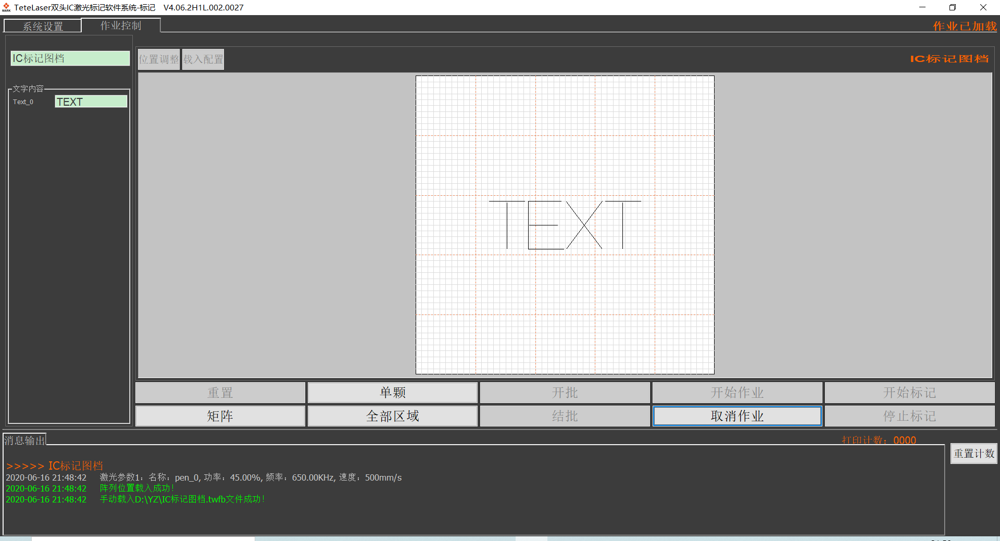 TeteLaser双头IC激光标记软件系统-标记 V4.06.2H1L.002.0027
系统设置 作业控制 作业已加载
IC标记图档
位置调整 载入配置 IC标记图档
文字内容
Text_0 TEXT
TEXT
重置 单颗 开批 开始作业 开始标记
矩阵 全部区域 结批 取消作业 停止标记
消息输出 打印计数：0000
重置计数
>>>>> IC标记图档
2020-06-16 21:48:42 激光参数1：名称：pen_0, 功率：45.00%, 频率：650.00KHz, 速度：500mm/s
2020-06-16 21:48:42 阵列位置载入成功!
2020-06-16 21:48:42 手动载入D:\YZ\IC标记图档.twfb文件成功!